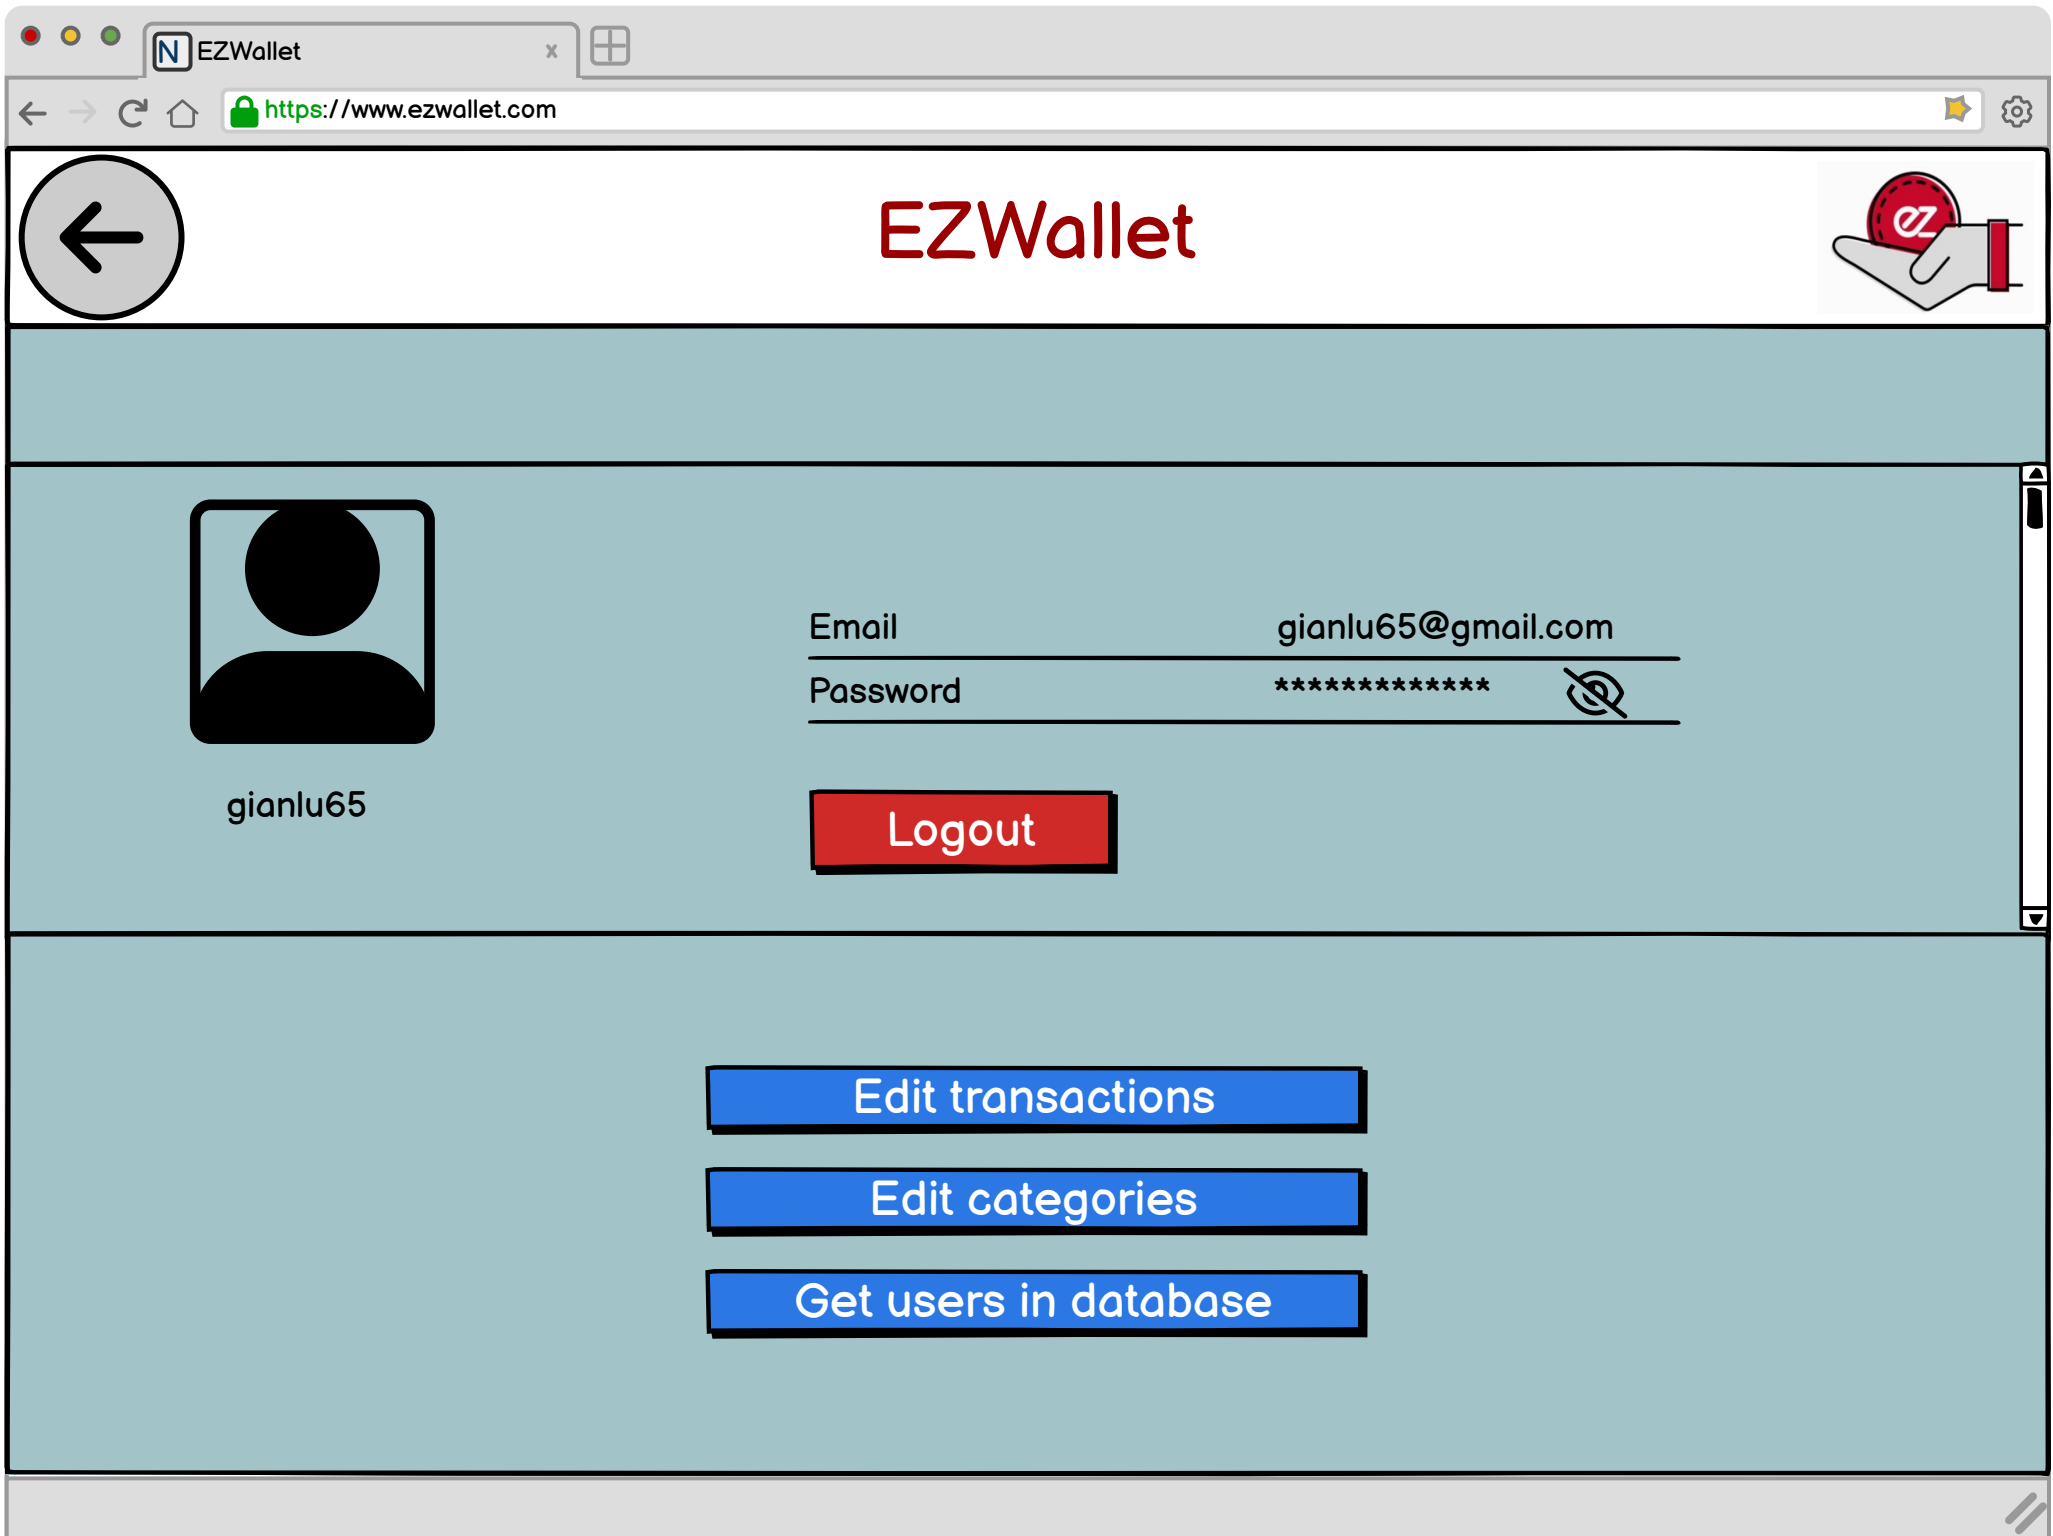 N EZWallet x
https://www.ezwallet.com
EZWallet
ez
Email gianlu65@gmail.com
Password *************
gianlu65
Logout
Edit transactions
Edit categories
Get users in database